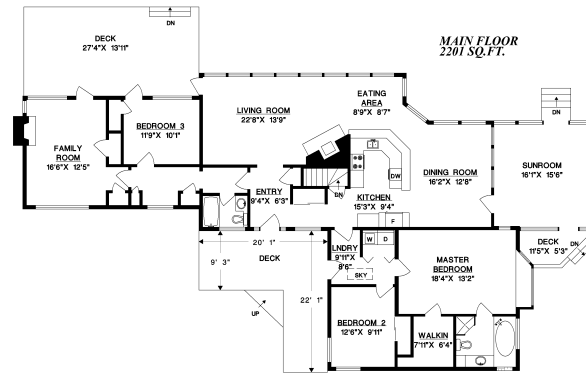 DECK
27'4"X 13'11"
DN
MAIN FLOOR
2201 SQ.FT.
LIVING ROOM
22'8"X 13'9"
EATING
AREA
8'9"X 8'7"
BEDROOM 3
11'9"X 10'1"
FAMILY
ROOM
16'6"X 12'5"
DN
DINING ROOM
16'2"X 12'8"
SUNROOM
16'1"X 15'6"
DW
ENTRY
9'4"X 6'3"
DN
KITCHEN
15'3"X 9'4"
F
20' 1"
DECK
9' 3"
LNDRY
9'11"X
8'6"
W D
SKY
MASTER
BEDROOM
18'4"X 13'2"
DECK
11'5"X 5'3"
DN
22' 1"
UP
BEDROOM 2
12'6"X 9'11"
WALKIN
7'11"X 6'4"